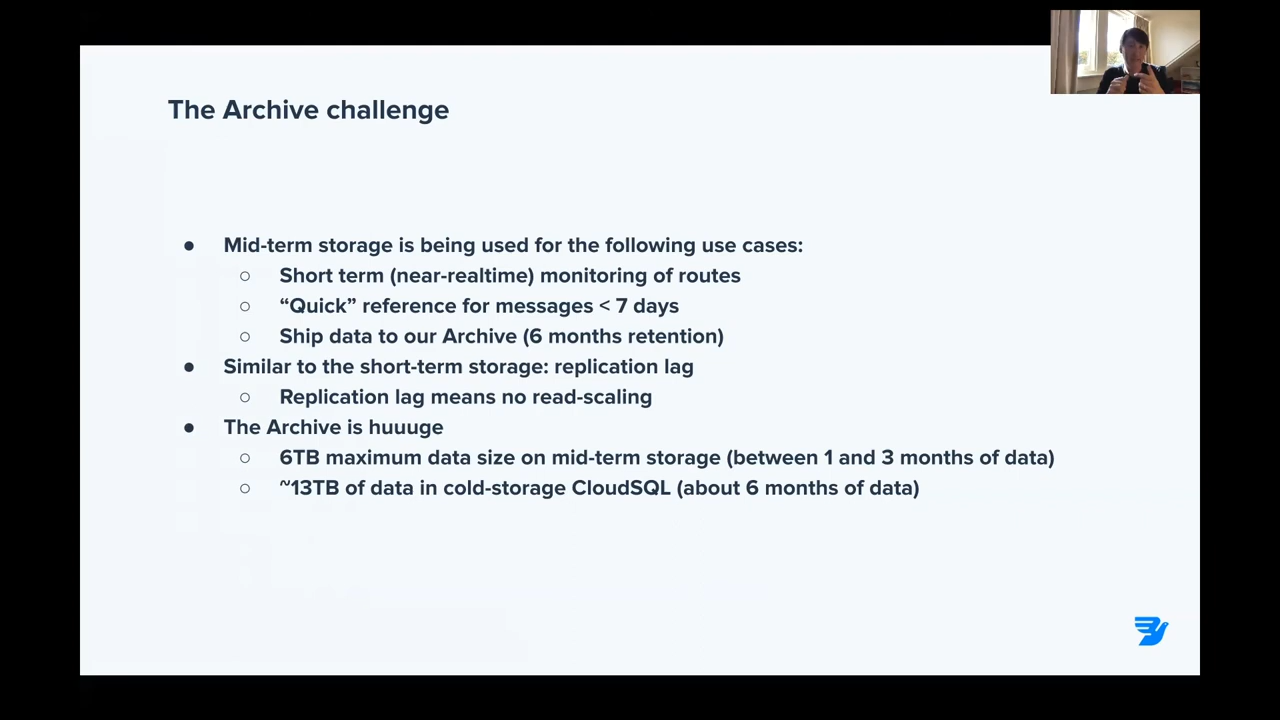 The Archive challenge
● Mid-term storage is being used for the following use cases:
○ Short term (near-realtime) monitoring of routes
○ “Quick” reference for messages < 7 days
○ Ship data to our Archive (6 months retention)
● Similar to the short-term storage: replication lag
○ Replication lag means no read-scaling
● The Archive is huuuge
○ 6TB maximum data size on mid-term storage (between 1 and 3 months of data)
○ ~13TB of data in cold-storage CloudSQL (about 6 months of data)